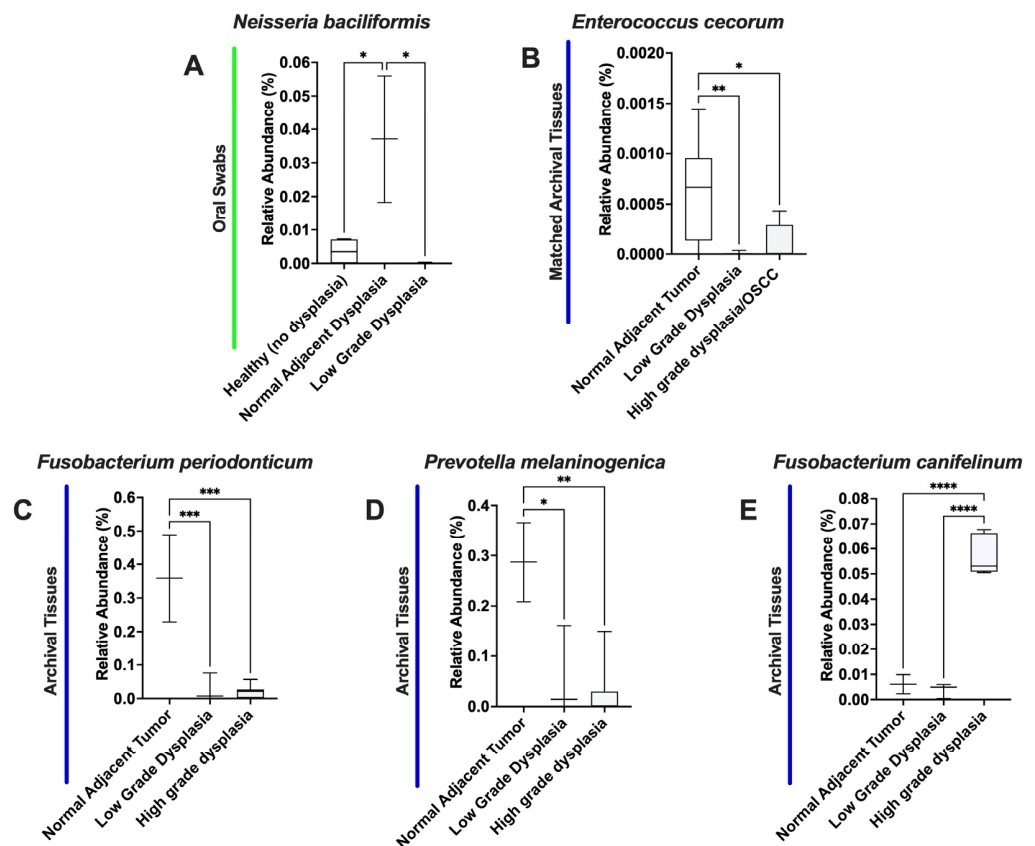 Neisseria baciliformis
A
Oral Swabs
Relative Abundance (%)
0.06
0.05
0.04
0.03
0.02
0.01
0.00
*
*
Healthy (no dysplasia)
Normal Adjacent Dysplasia
Low Grade Dysplasia
Enterococcus cecorum
B
Matched Archival Tissues
Relative Abundance (%)
0.0020
0.0015
0.0010
0.0005
0.0000
*
**
Normal Adjacent Tumor
Low Grade Dysplasia
High grade dysplasia/OSCC
Fusobacterium periodonticum
C
Archival Tissues
Relative Abundance (%)
0.6
0.5
0.4
0.3
0.2
0.1
0.0
***
***
Normal Adjacent Tumor
Low Grade Dysplasia
High grade dysplasia
Prevotella melaninogenica
D
Archival Tissues
Relative Abundance (%)
0.4
0.3
0.2
0.1
0.0
**
*
Normal Adjacent Tumor
Low Grade Dysplasia
High grade dysplasia
Fusobacterium canifelinum
E
Archival Tissues
Relative Abundance (%)
0.08
0.07
0.06
0.05
0.04
0.03
0.02
0.010
0.000
****
****
Normal Adjacent Tumor
Low Grade Dysplasia
High grade dysplasia